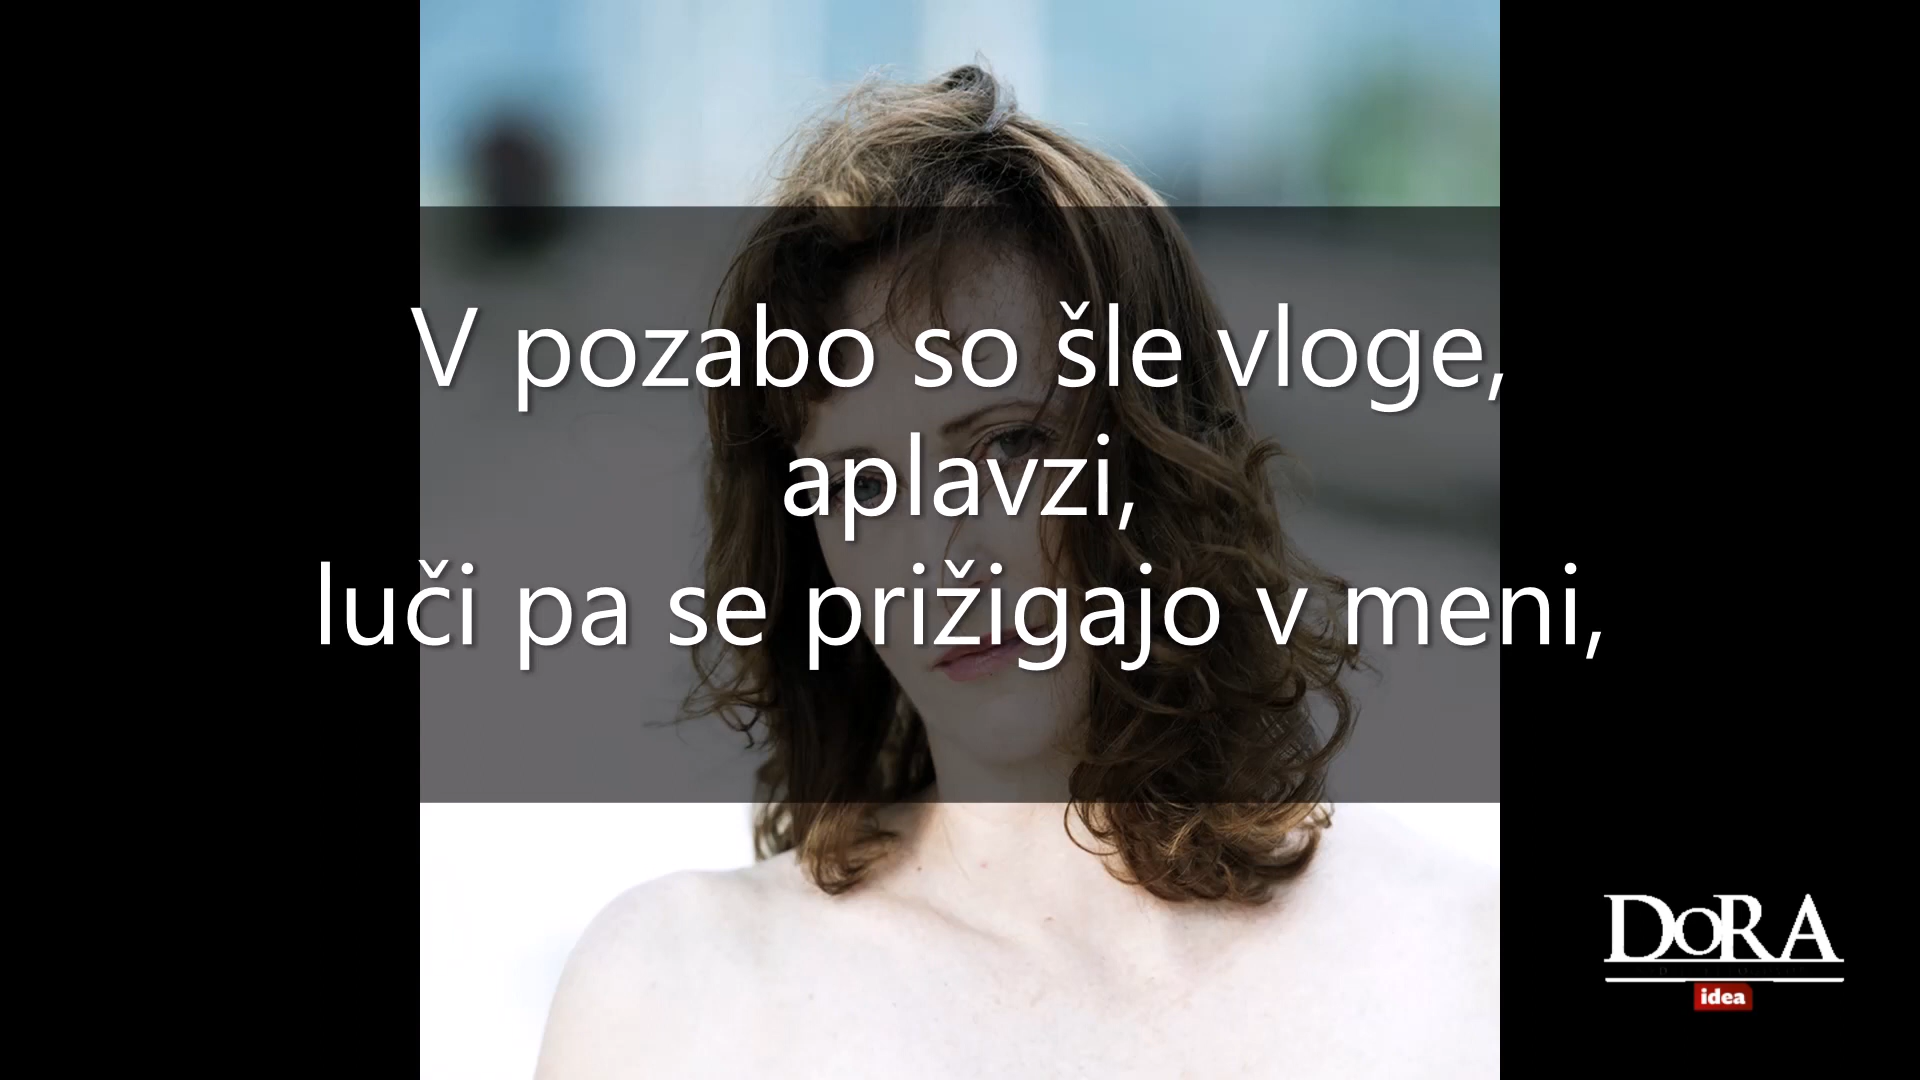 V pozabo so šle vloge,
aplavzi,
luči pa se prižigajo v meni,
DoRA
idea